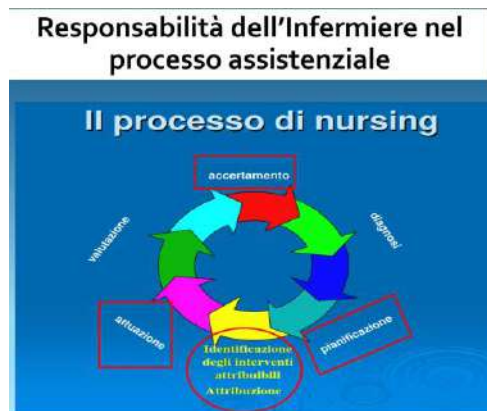 Responsabilità dell'Infermiere nel
processo assistenziale
Il processo di nursing
accertamento
diagnosi
pianificazione
Identificazione
degli interventi
attribuibili
Attribuzione
attuazione
valutazione